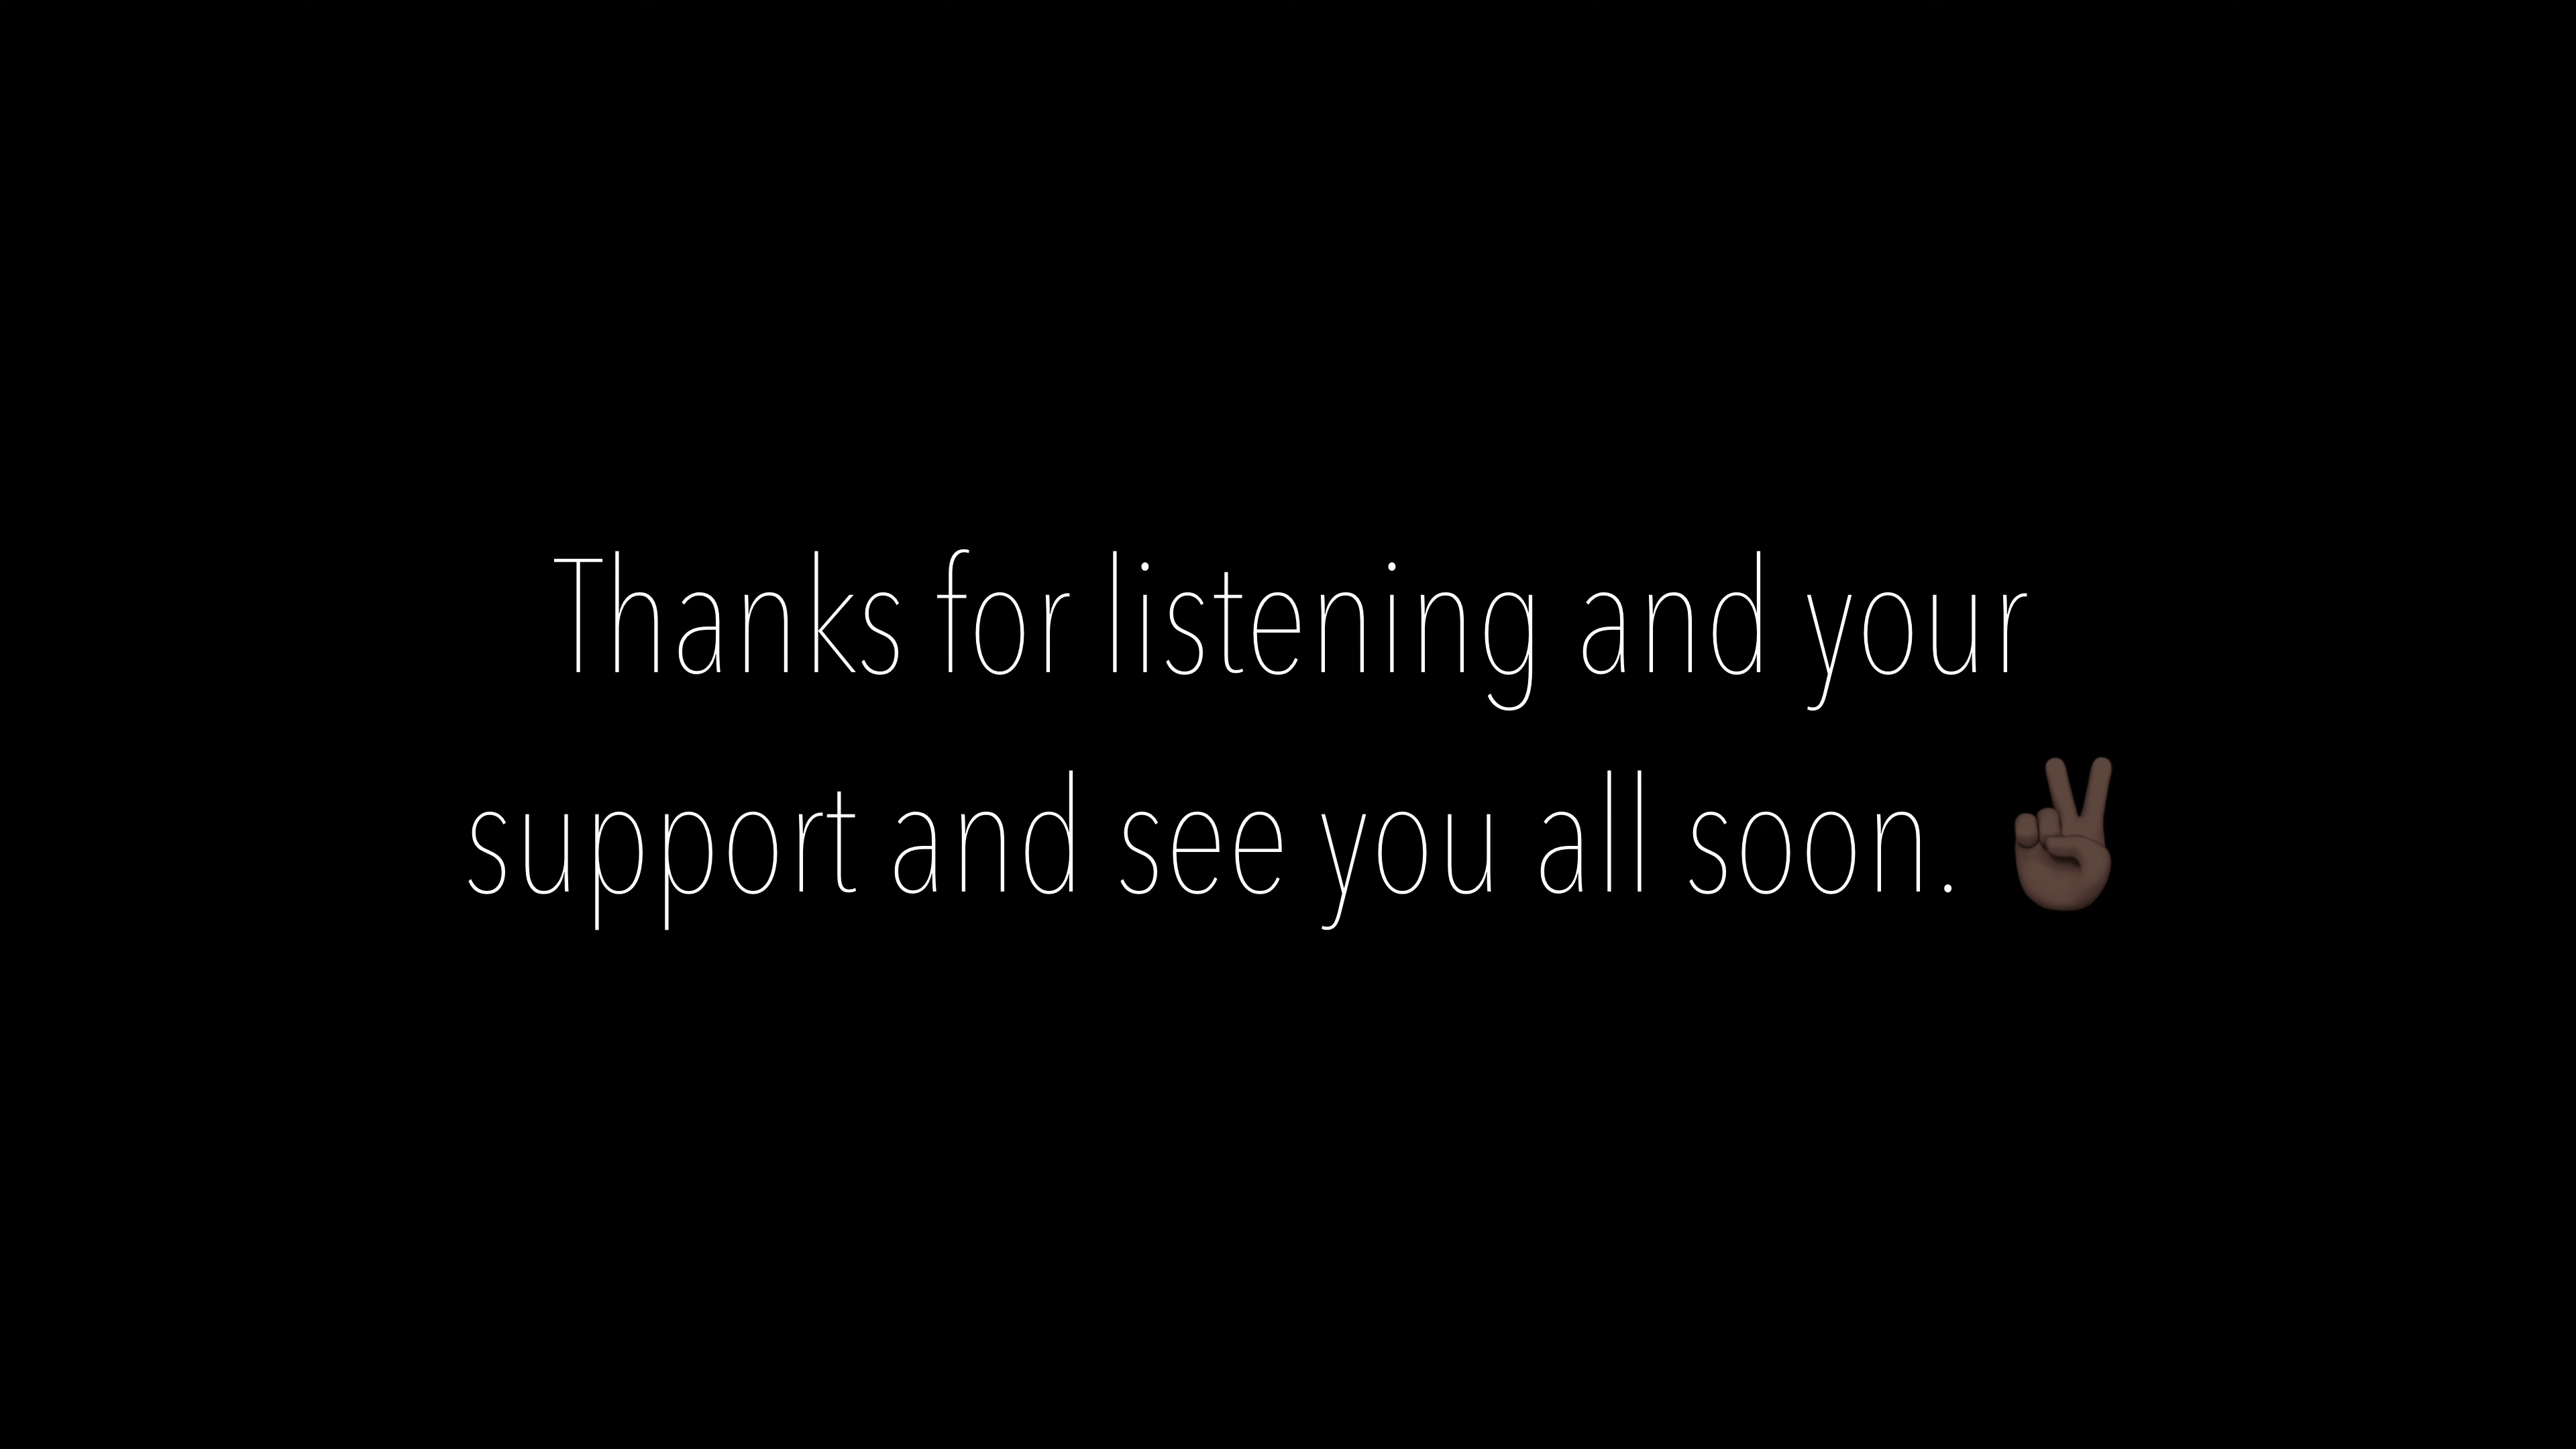 Thanks for listening and your
support and see you all soon. ✌🏿